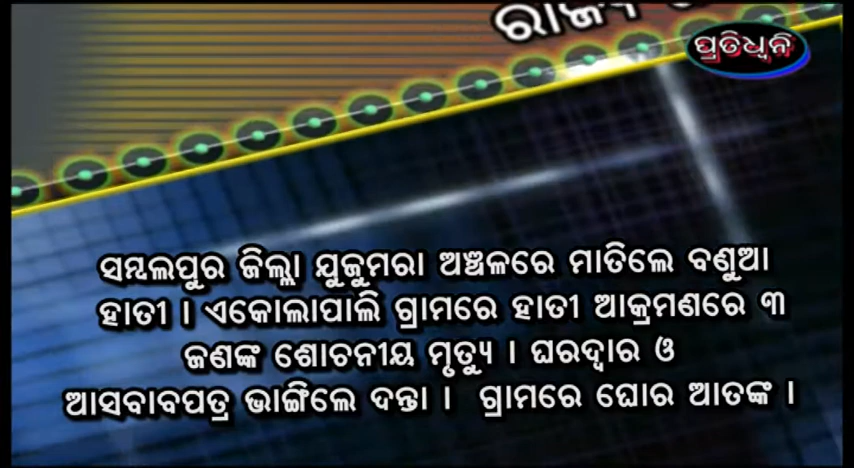 ରାଜ୍ୟ
ପ୍ରତିଧ୍ୱନି
ସମ୍ବଲପୁର ଜିଲ୍ଲା ଯୁଜୁମରା ଅଞ୍ଚଳରେ ମାତିଲେ ବଣୁଆ
ହାତୀ । ଏକୋଲାପାଲି ଗ୍ରାମରେ ହାତୀ ଆକ୍ରମଣରେ ୩
ଜଣଙ୍କ ଶୋଚନୀୟ ମୃତ୍ୟୁ । ଘରଦ୍ୱାର ଓ
ଆସବାବପତ୍ର ଭାଙ୍ଗିଲେ ଦନ୍ତା । ଗ୍ରାମରେ ଘୋର ଆତଙ୍କ ।